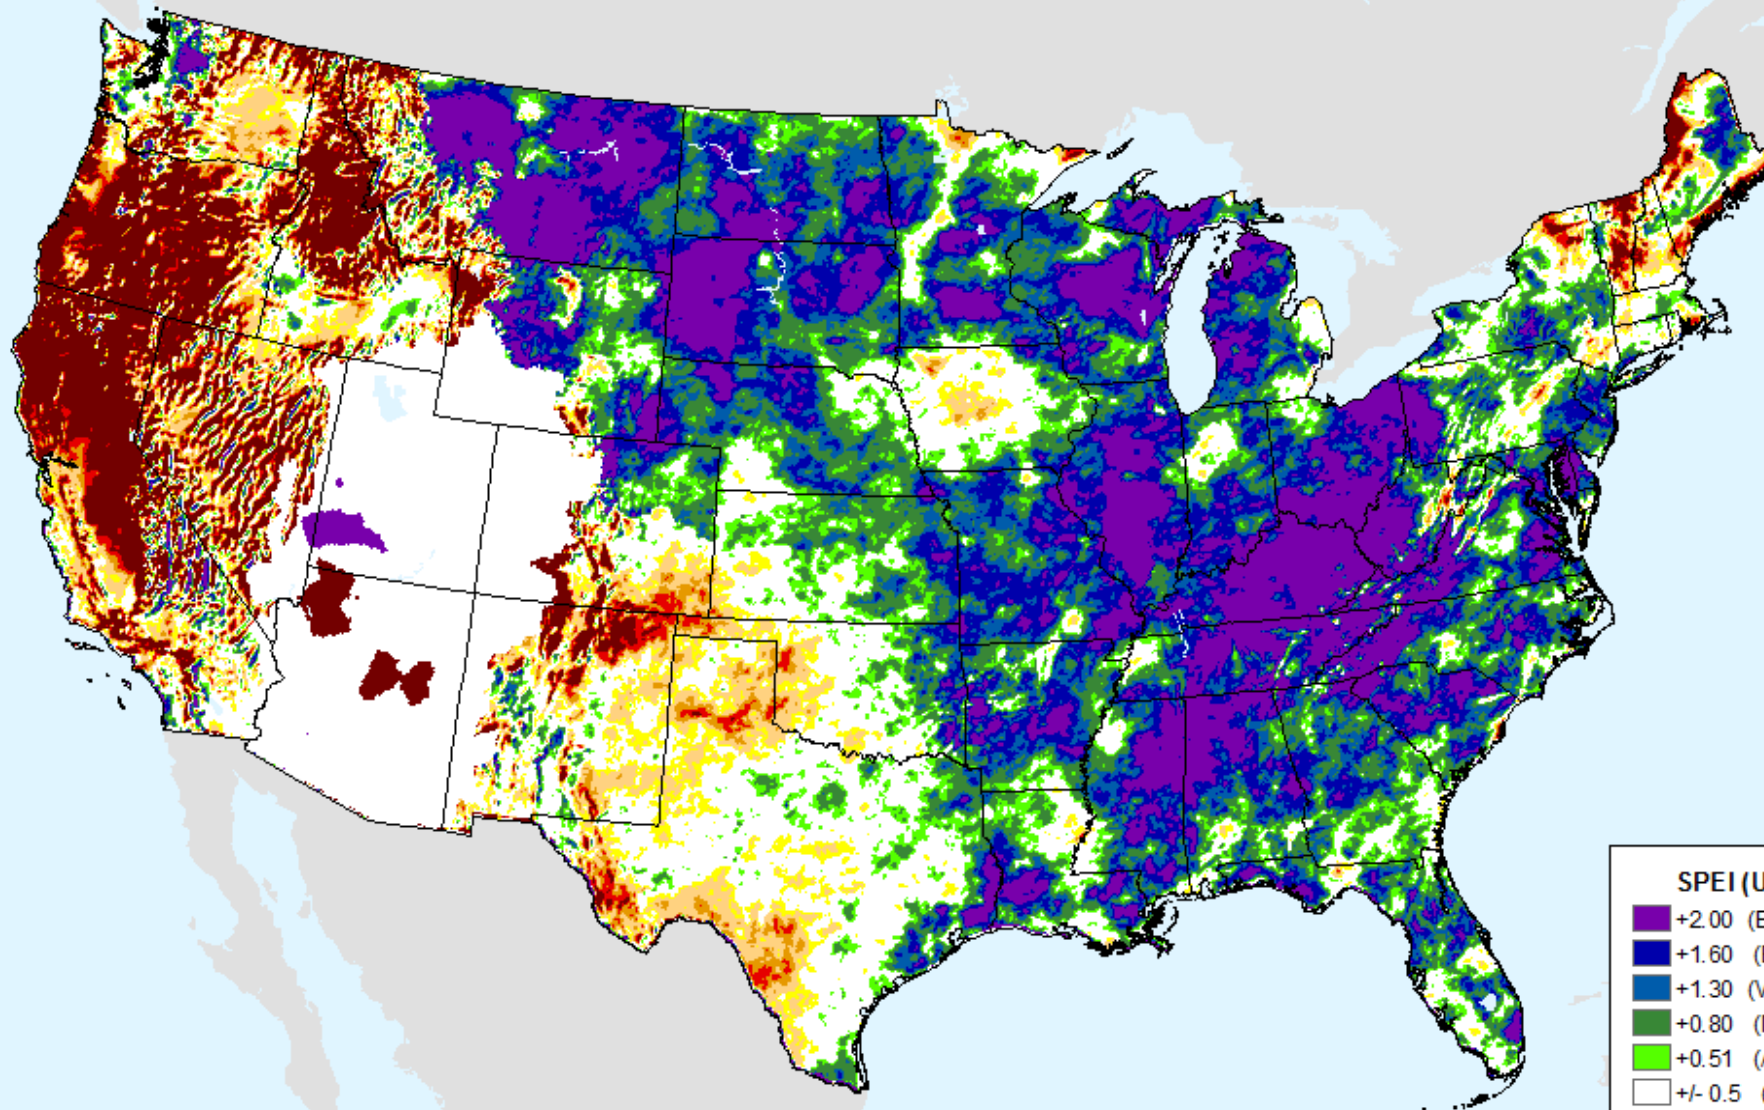 SPEI (U
+2.00 (E
+1.60 (
+1.30 (V
+0.80 (
+0.51 (
+/- 0.5 (